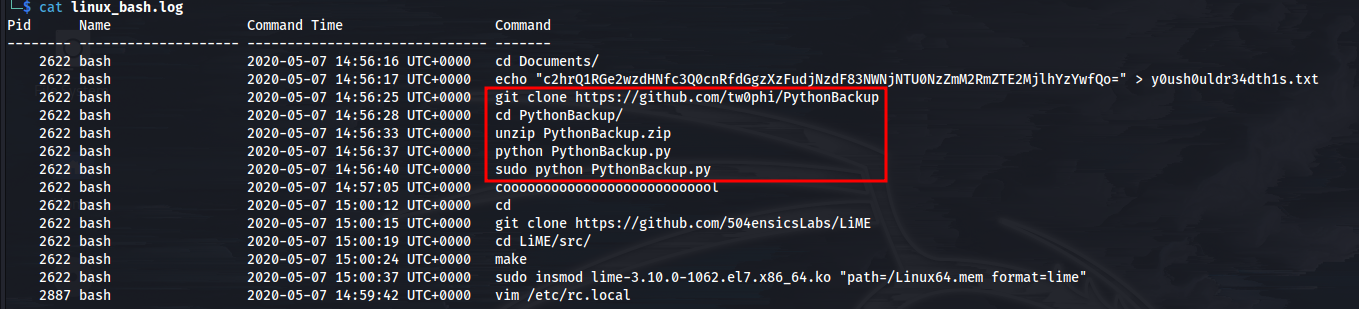 └─$ cat linux_bash.log
Pid      Name                 Command Time                   Command
-------- -------------------- ------------------------------ -------
    2622 bash                 2020-05-07 14:56:16 UTC+0000   cd Documents/
    2622 bash                 2020-05-07 14:56:17 UTC+0000   echo "c2hrQ1RGe2wzdHNfc3Q0cnRfdGgzXzFudjNzdF83NWNjNTU0NzZmM2RmZTE2MjlhYzYwfQo=" > y0ush0uldr34dth1s.txt
    2622 bash                 2020-05-07 14:56:25 UTC+0000   git clone https://github.com/tw0phi/PythonBackup
    2622 bash                 2020-05-07 14:56:28 UTC+0000   cd PythonBackup/
    2622 bash                 2020-05-07 14:56:33 UTC+0000   unzip PythonBackup.zip
    2622 bash                 2020-05-07 14:56:37 UTC+0000   python PythonBackup.py
    2622 bash                 2020-05-07 14:56:40 UTC+0000   sudo python PythonBackup.py
    2622 bash                 2020-05-07 14:57:05 UTC+0000   cooooooooooooooooooooooooool
    2622 bash                 2020-05-07 15:00:12 UTC+0000   cd
    2622 bash                 2020-05-07 15:00:15 UTC+0000   git clone https://github.com/504ensicsLabs/LiME
    2622 bash                 2020-05-07 15:00:19 UTC+0000   cd LiME/src/
    2622 bash                 2020-05-07 15:00:24 UTC+0000   make
    2622 bash                 2020-05-07 15:00:37 UTC+0000   sudo insmod lime-3.10.0-1062.el7.x86_64.ko "path=/Linux64.mem format=lime"
    2887 bash                 2020-05-07 14:59:42 UTC+0000   vim /etc/rc.local